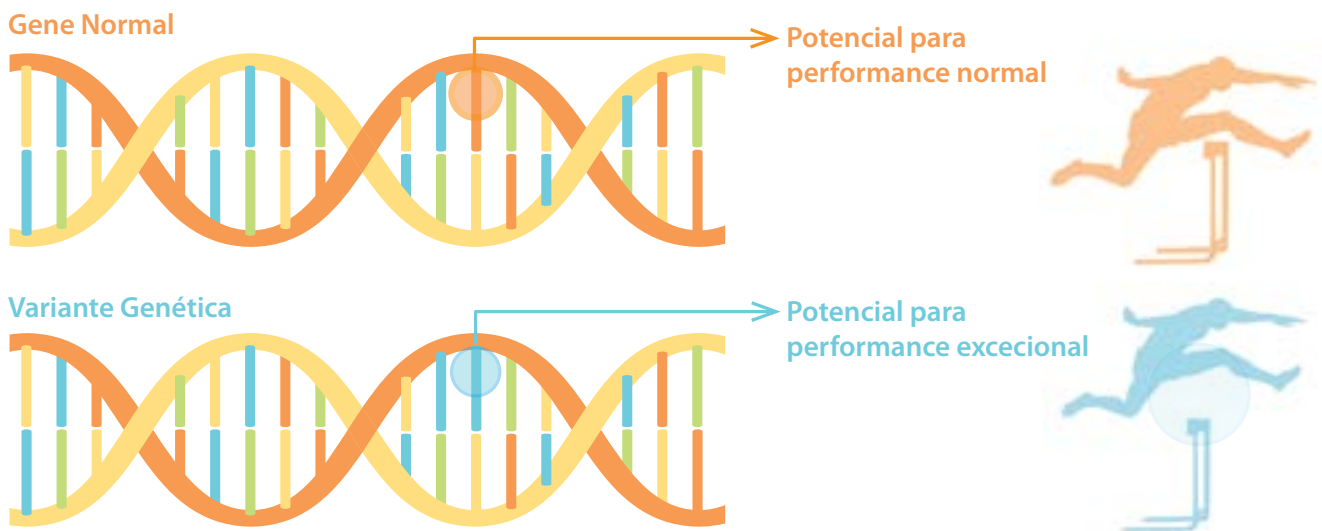 Gene Normal
Potencial para
performance normal
Variante Genética
Potencial para
performance excecional